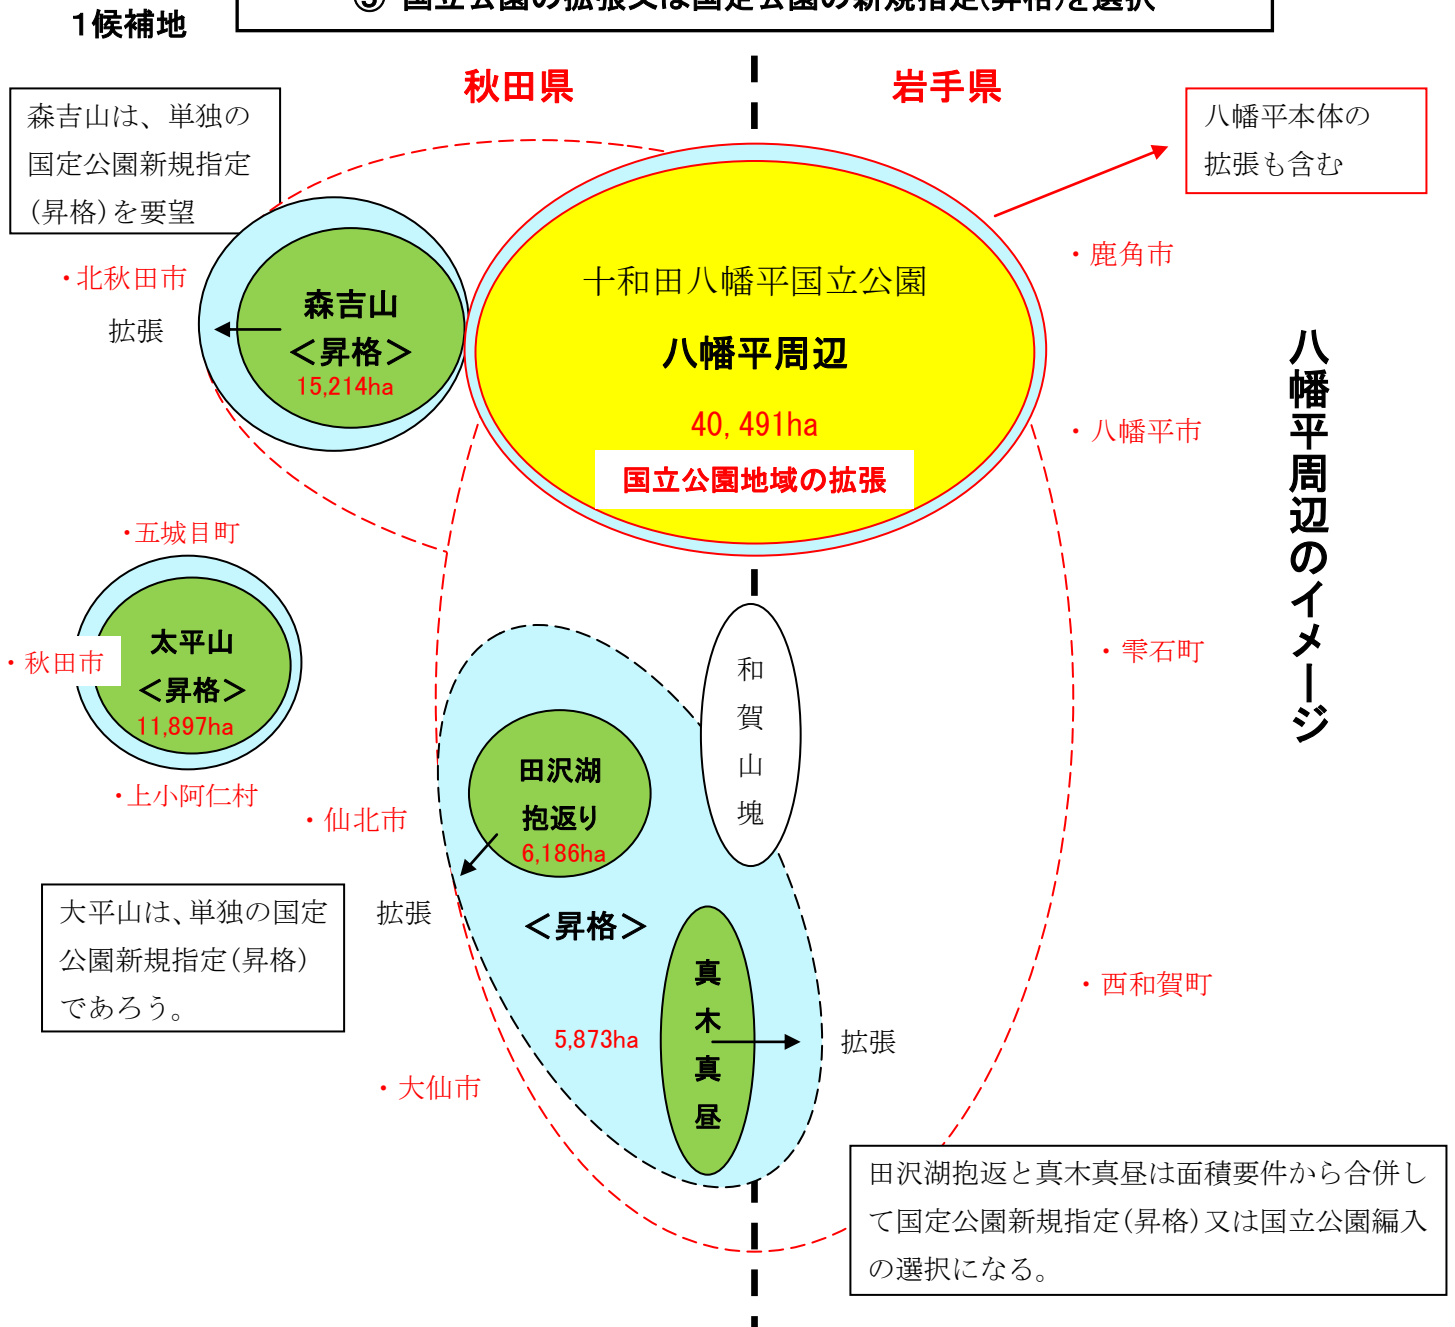 ③ 国立公園の拡張又は国定公園の新規指定(昇格)を選択
1候補地
秋田県
岩手県
森吉山は、単独の
国定公園新規指定
(昇格)を要望
八幡平本体の
拡張も含む
・鹿角市
・北秋田市
拡張
森吉山
<昇格>
15,214ha
十和田八幡平国立公園
八幡平周辺
40,491ha
国立公園地域の拡張
・八幡平市
八幡平周辺のイメージ
・五城目町
・秋田市
太平山
<昇格>
11,897ha
・上小阿仁村
・雫石町
和賀山塊
田沢湖
抱返り
6,186ha
・仙北市
拡張
<昇格>
大平山は、単独の国定
公園新規指定(昇格)
であろう。
真木真昼
5,873ha
拡張
・西和賀町
・大仙市
田沢湖抱返と真木真昼は面積要件から合併し
て国定公園新規指定(昇格)又は国立公園編入
の選択になる。